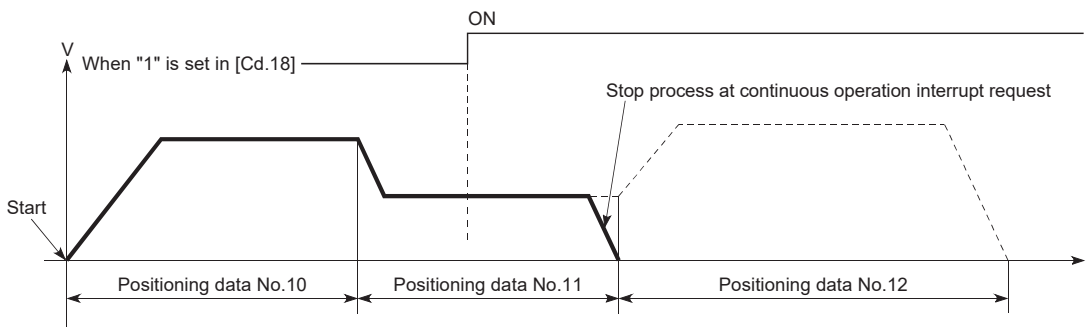 ON
V
When "1" is set in [Cd.18]
Stop process at continuous operation interrupt request
Start
Positioning data No.10
Positioning data No.11
Positioning data No.12